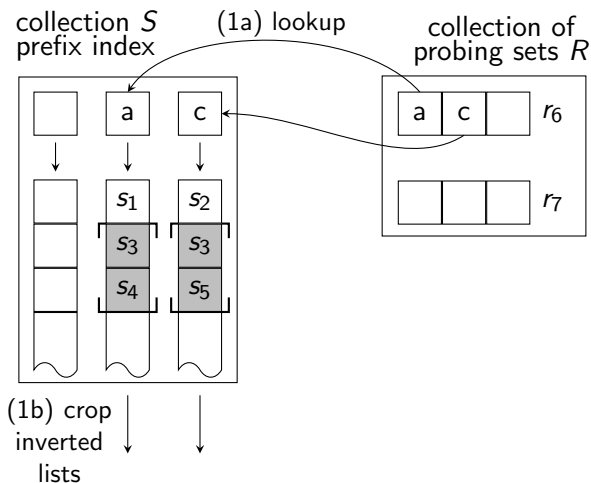 collection S
prefix index
(1a) lookup
collection of
probing sets R
a
c
a
c
r6
s1
s2
r7
s3
s3
s4
s5
(1b) crop
inverted
lists